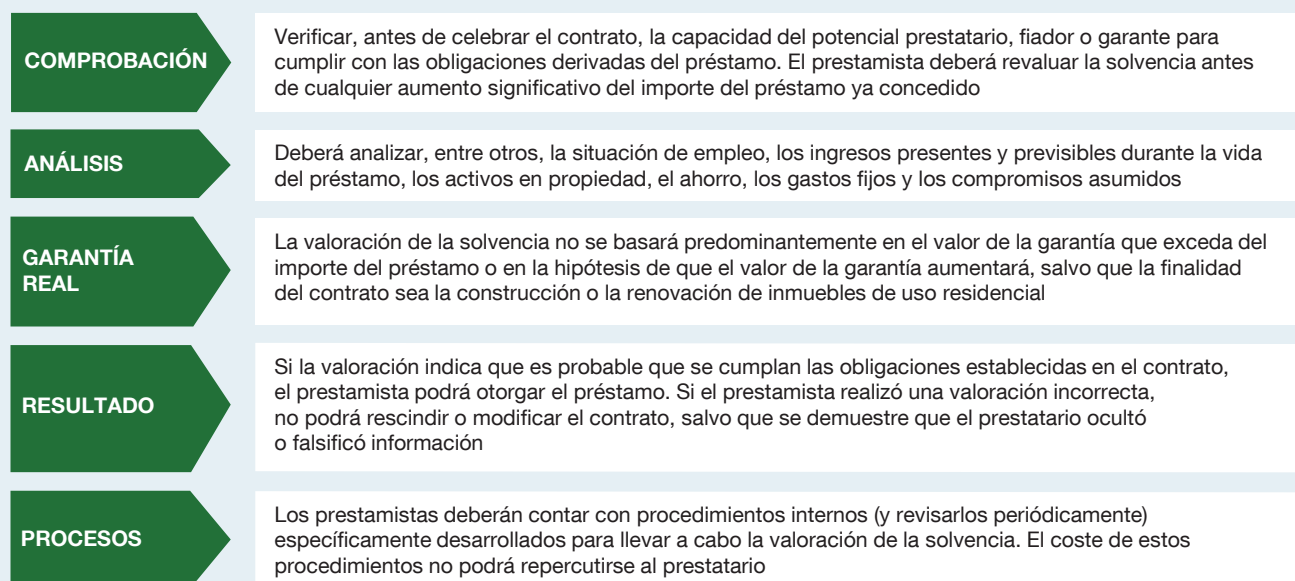 COMPROBACIÓN
Verificar, antes de celebrar el contrato, la capacidad del potencial prestatario, fiador o garante para
cumplir con las obligaciones derivadas del préstamo. El prestamista deberá revaluar la solvencia antes
de cualquier aumento significativo del importe del préstamo ya concedido
ANÁLISIS
Deberá analizar, entre otros, la situación de empleo, los ingresos presentes y previsibles durante la vida
del préstamo, los activos en propiedad, el ahorro, los gastos fijos y los compromisos asumidos
GARANTÍA
REAL
La valoración de la solvencia no se basará predominantemente en el valor de la garantía que exceda del
importe del préstamo o en la hipótesis de que el valor de la garantía aumentará, salvo que la finalidad
del contrato sea la construcción o la renovación de inmuebles de uso residencial
RESULTADO
Si la valoración indica que es probable que se cumplan las obligaciones establecidas en el contrato,
el prestamista podrá otorgar el préstamo. Si el prestamista realizó una valoración incorrecta,
no podrá rescindir o modificar el contrato, salvo que se demuestre que el prestatario ocultó
o falsificó información
PROCESOS
Los prestamistas deberán contar con procedimientos internos (y revisarlos periódicamente)
específicamente desarrollados para llevar a cabo la valoración de la solvencia. El coste de estos
procedimientos no podrá repercutirse al prestatario